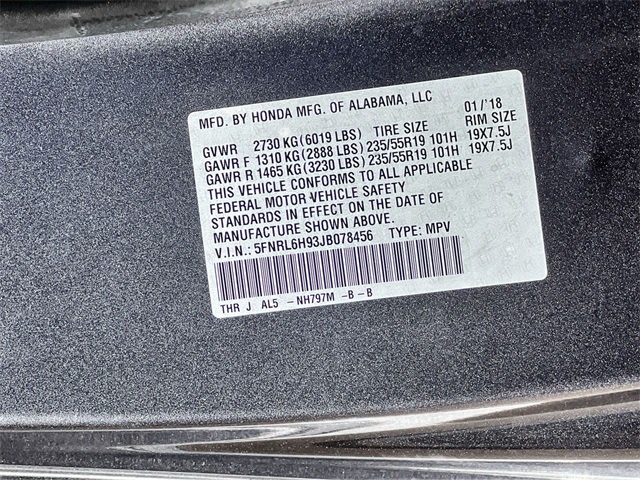 MFD. BY HONDA MFG. OF ALABAMA, LLC 01/'18
GVWR 2730 KG(6019 LBS) TIRE SIZE RIM SIZE
GAWR F 1310 KG(2888 LBS) 235/55R19 101H 19X7.5J
GAWR R 1465 KG(3230 LBS) 235/55R19 101H 19X7.5J
THIS VEHICLE CONFORMS TO ALL APPLICABLE
FEDERAL MOTOR VEHICLE SAFETY
STANDARDS IN EFFECT ON THE DATE OF
MANUFACTURE SHOWN ABOVE.
V.I.N.: 5FNRL6H93JB078456 TYPE: MPV
THR J AL5 -NH797M -B-B